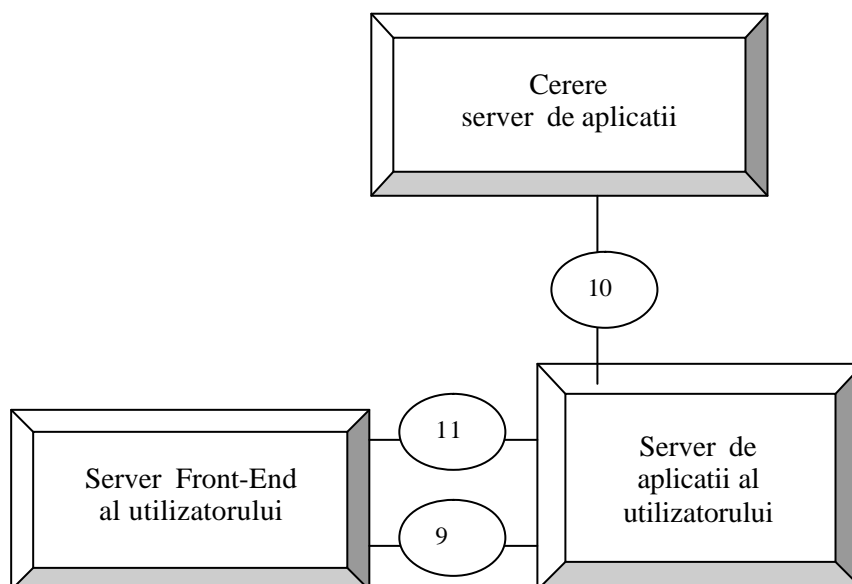 Cerere
server de aplicatii
10
11
Server Front-End
al utilizatorului
Server de
aplicatii al
utilizatorului
9